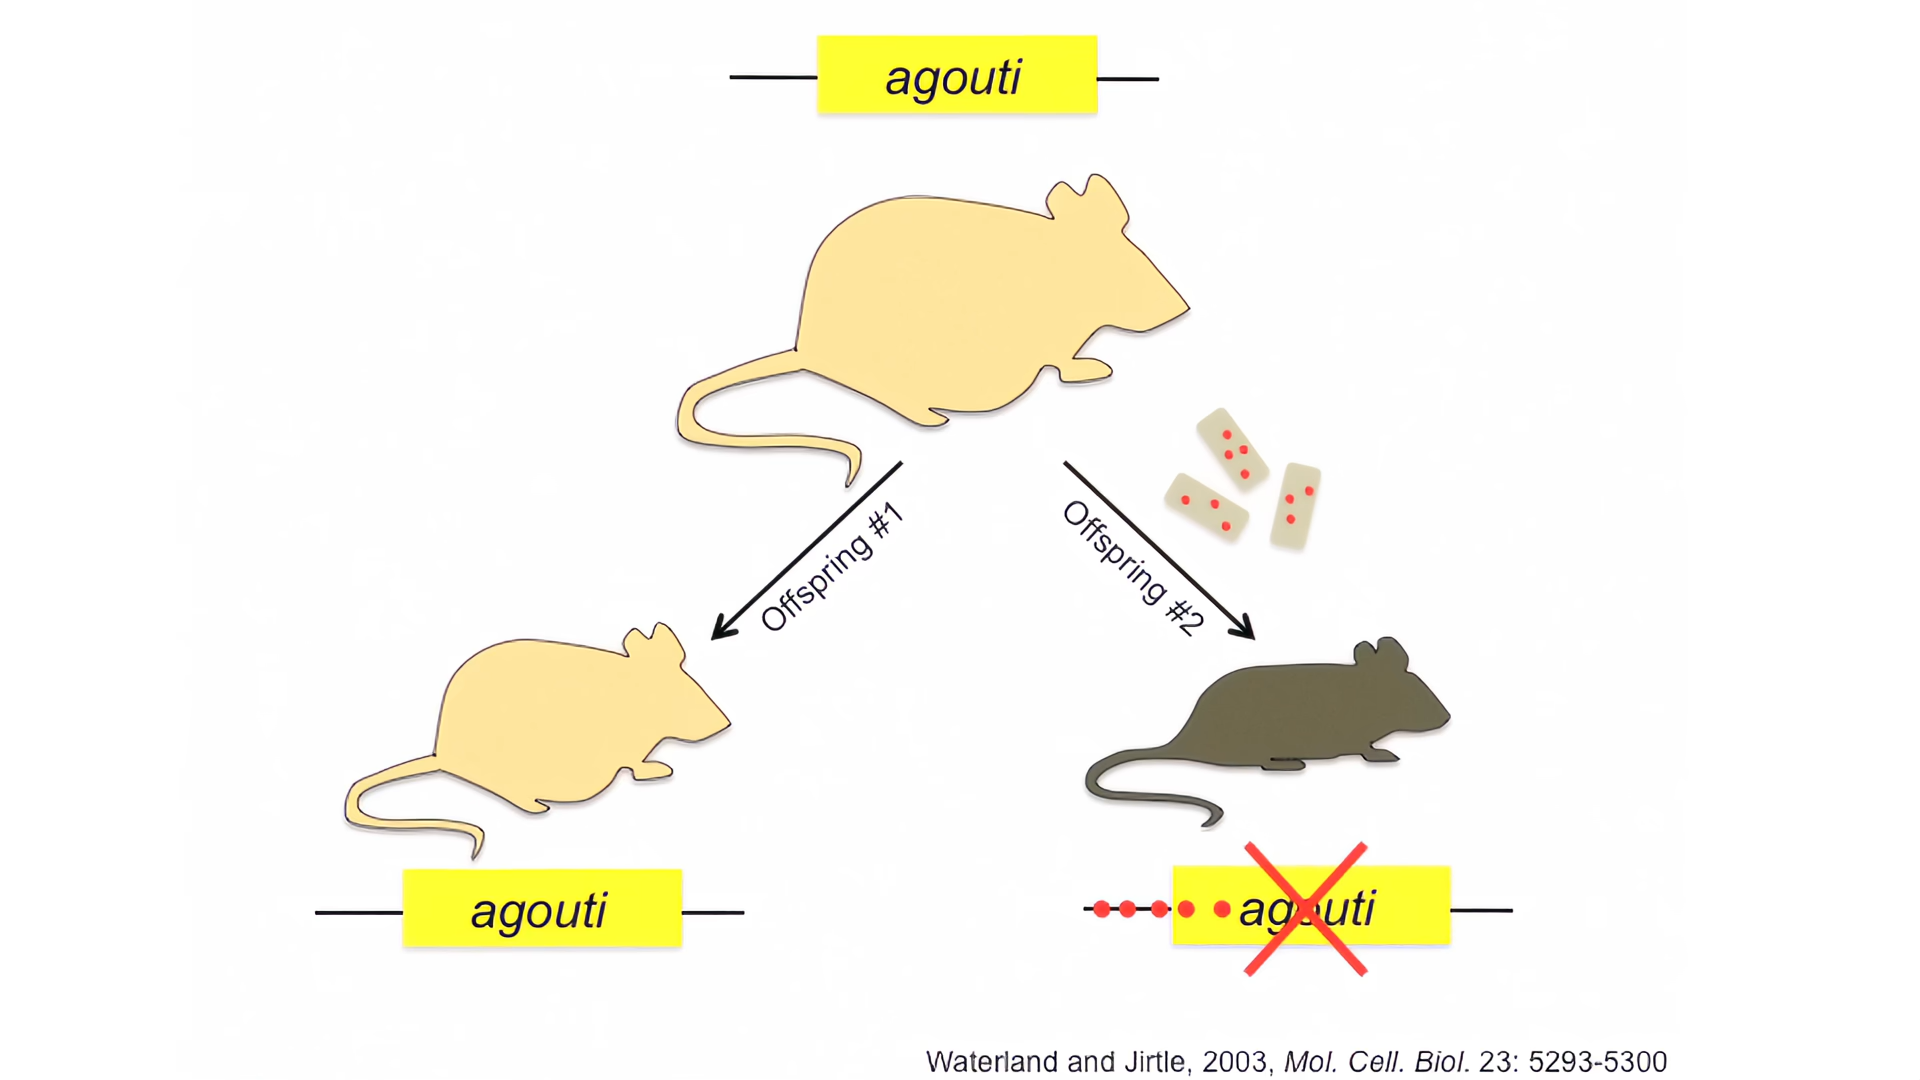 agouti
Offspring #1
Offspring #2
agouti
agouti
Waterland and Jirtle, 2003, Mol. Cell. Biol. 23: 5293-5300